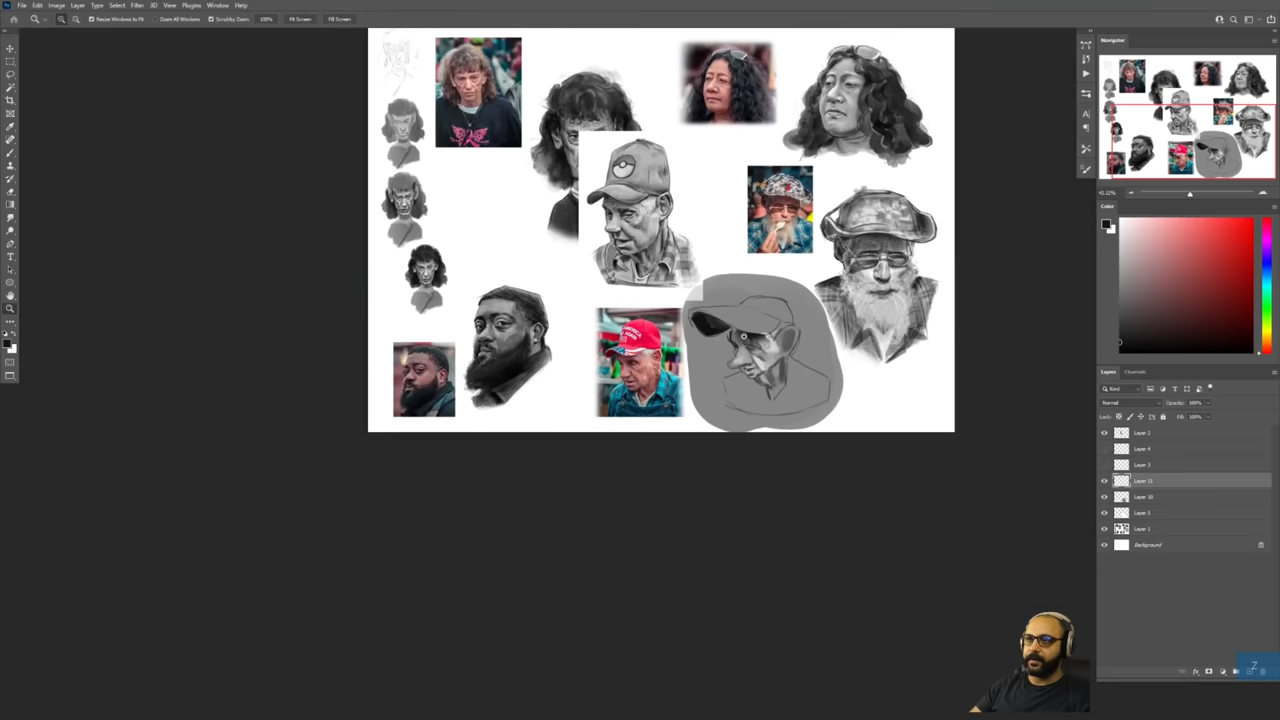 File Edit Image Layer Type Select Filter 3D View Plugins Window Help
Resize Windows to Fit Zoom All Windows Scrubby Zoom 100% Fit Screen Fill Screen
Navigator
41.12%
Color
Layers Channels
Kind
Normal Opacity: 100%
Lock: Fill: 100%
Layer 2
Layer 4
Layer 3
Layer 11
Layer 10
Layer 5
Layer 1
Background
Z